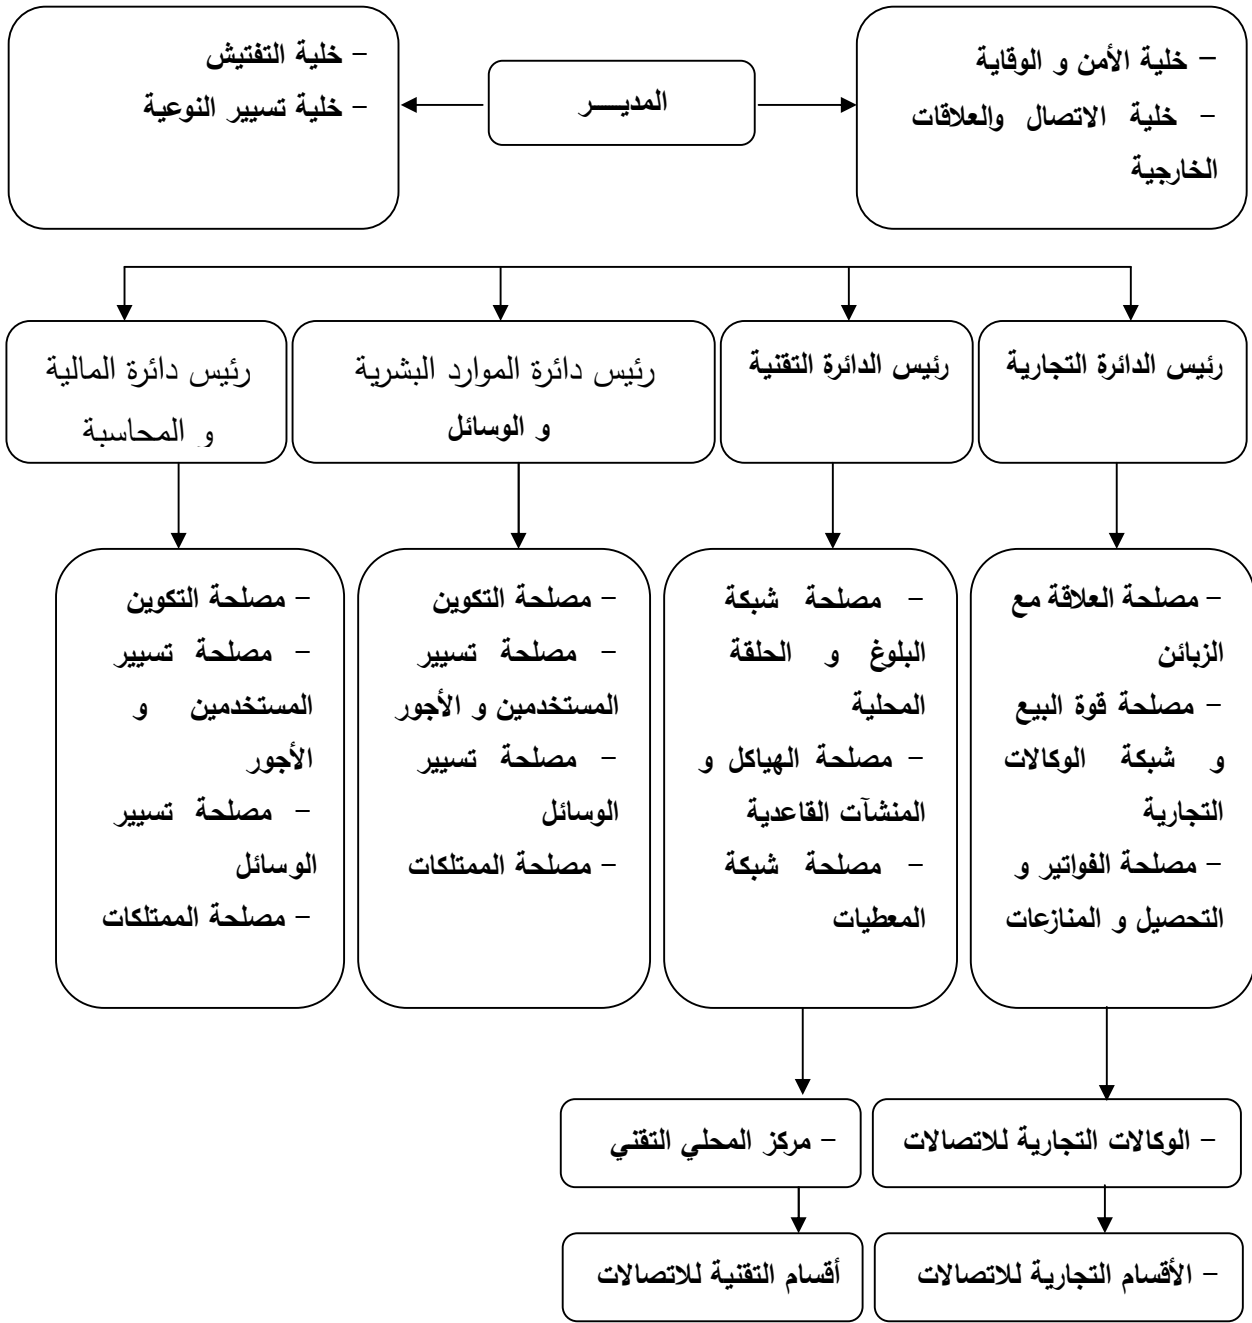 – خلية الأمن و الوقاية
– خلية الاتصال والعلاقات
الخارجية
المديـــر
– خلية التفتيش
– خلية تسيير النوعية
رئيس الدائرة التجارية
رئيس الدائرة التقنية
رئيس دائرة الموارد البشرية
و الوسائل
رئيس دائرة المالية
و المحاسبة
– مصلحة العلاقة مع
الزبائن
– مصلحة قوة البيع
و شبكة الوكالات
التجارية
– مصلحة الفواتير و
التحصيل و المنازعات
– مصلحة شبكة
البلوغ و الحلقة
المحلية
– مصلحة الهياكل و
المنشآت القاعدية
– مصلحة شبكة
المعطيات
– مصلحة التكوين
– مصلحة تسيير
المستخدمين و الأجور
– مصلحة تسيير
الوسائل
– مصلحة الممتلكات
– مصلحة التكوين
– مصلحة تسيير
المستخدمين و
الأجور
– مصلحة تسيير
الوسائل
– مصلحة الممتلكات
– الوكالات التجارية للاتصالات
– مركز المحلي التقني
– الأقسام التجارية للاتصالات
أقسام التقنية للاتصالات